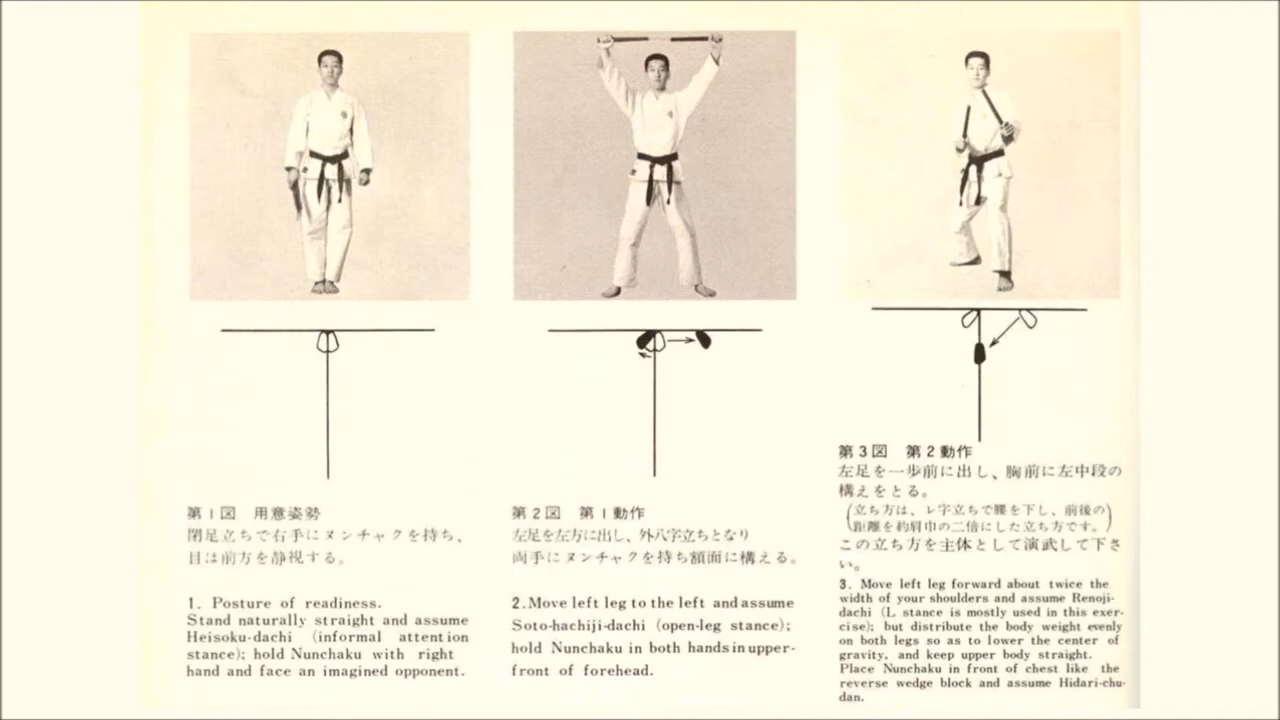 第1図 用意姿勢
閉足立ちで右手にヌンチャクを持ち、
目は前方を静視する。
1. Posture of readiness.
Stand naturally straight and assume
Heisoku-dachi (informal attention
stance); hold Nunchaku with right
hand and face an imagined opponent.
第2図 第1動作
左足を左方に出し、外八字立ちとなり
両手にヌンチャクを持ち額面に構える。
2.Move left leg to the left and assume
Soto-hachiji-dachi (open-leg stance);
hold Nunchaku in both hands in upper-
front of forehead.
第3図 第2動作
左足を一歩前に出し、胸前に左中段の
構えをとる。
(立ち方は、レ字立ちで腰を下し、前後の
距離を約肩巾の二倍にした立ち方です。)
この立ち方を主体として演武して下さ
い。
3. Move left leg forward about twice the
width of your shoulders and assume Renoji-
dachi (L stance is mostly used in this exer-
cise); but distribute the body weight evenly
on both legs so as to lower the center of
gravity, and keep upper body straight.
Place Nunchaku in front of chest like the
reverse wedge block and assume Hidari-chu-
dan.